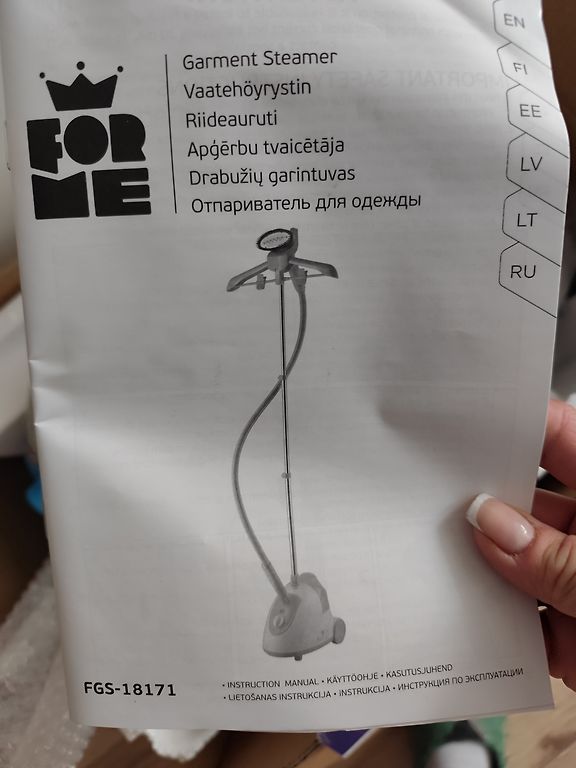 FOR
ME
Garment Steamer
Vaatehöyrystin
Riideauruti
Apģērbu tvaicētāja
Drabužių garintuvas
Отпариватель для одежды
EN
FI
EE
LV
LT
RU
FGS-18171
• INSTRUCTION MANUAL • KÄYTTÖOHJE • KASUTUSJUHEND
• LIETOŠANAS INSTRUKCIJA • INSTRUKCIJA • ИНСТРУКЦИЯ ПО ЭКСПЛУАТАЦИИ